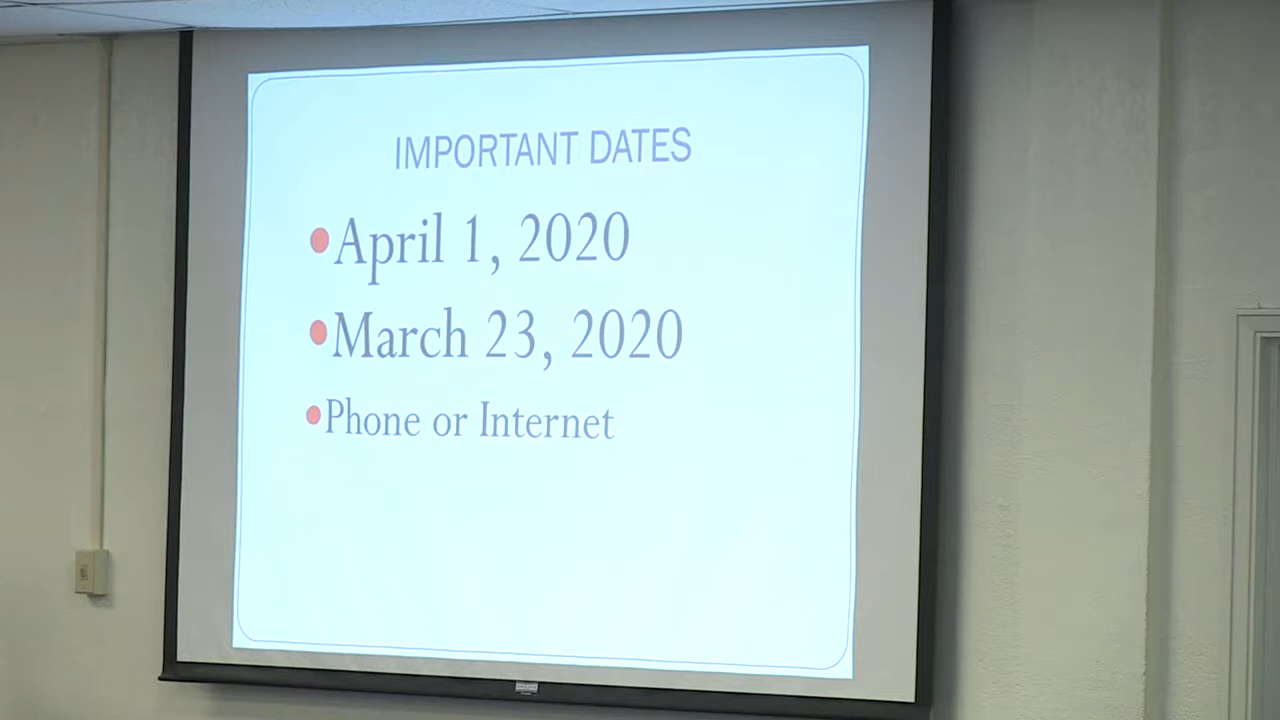 IMPORTANT DATES
•April 1, 2020
•March 23, 2020
•Phone or Internet